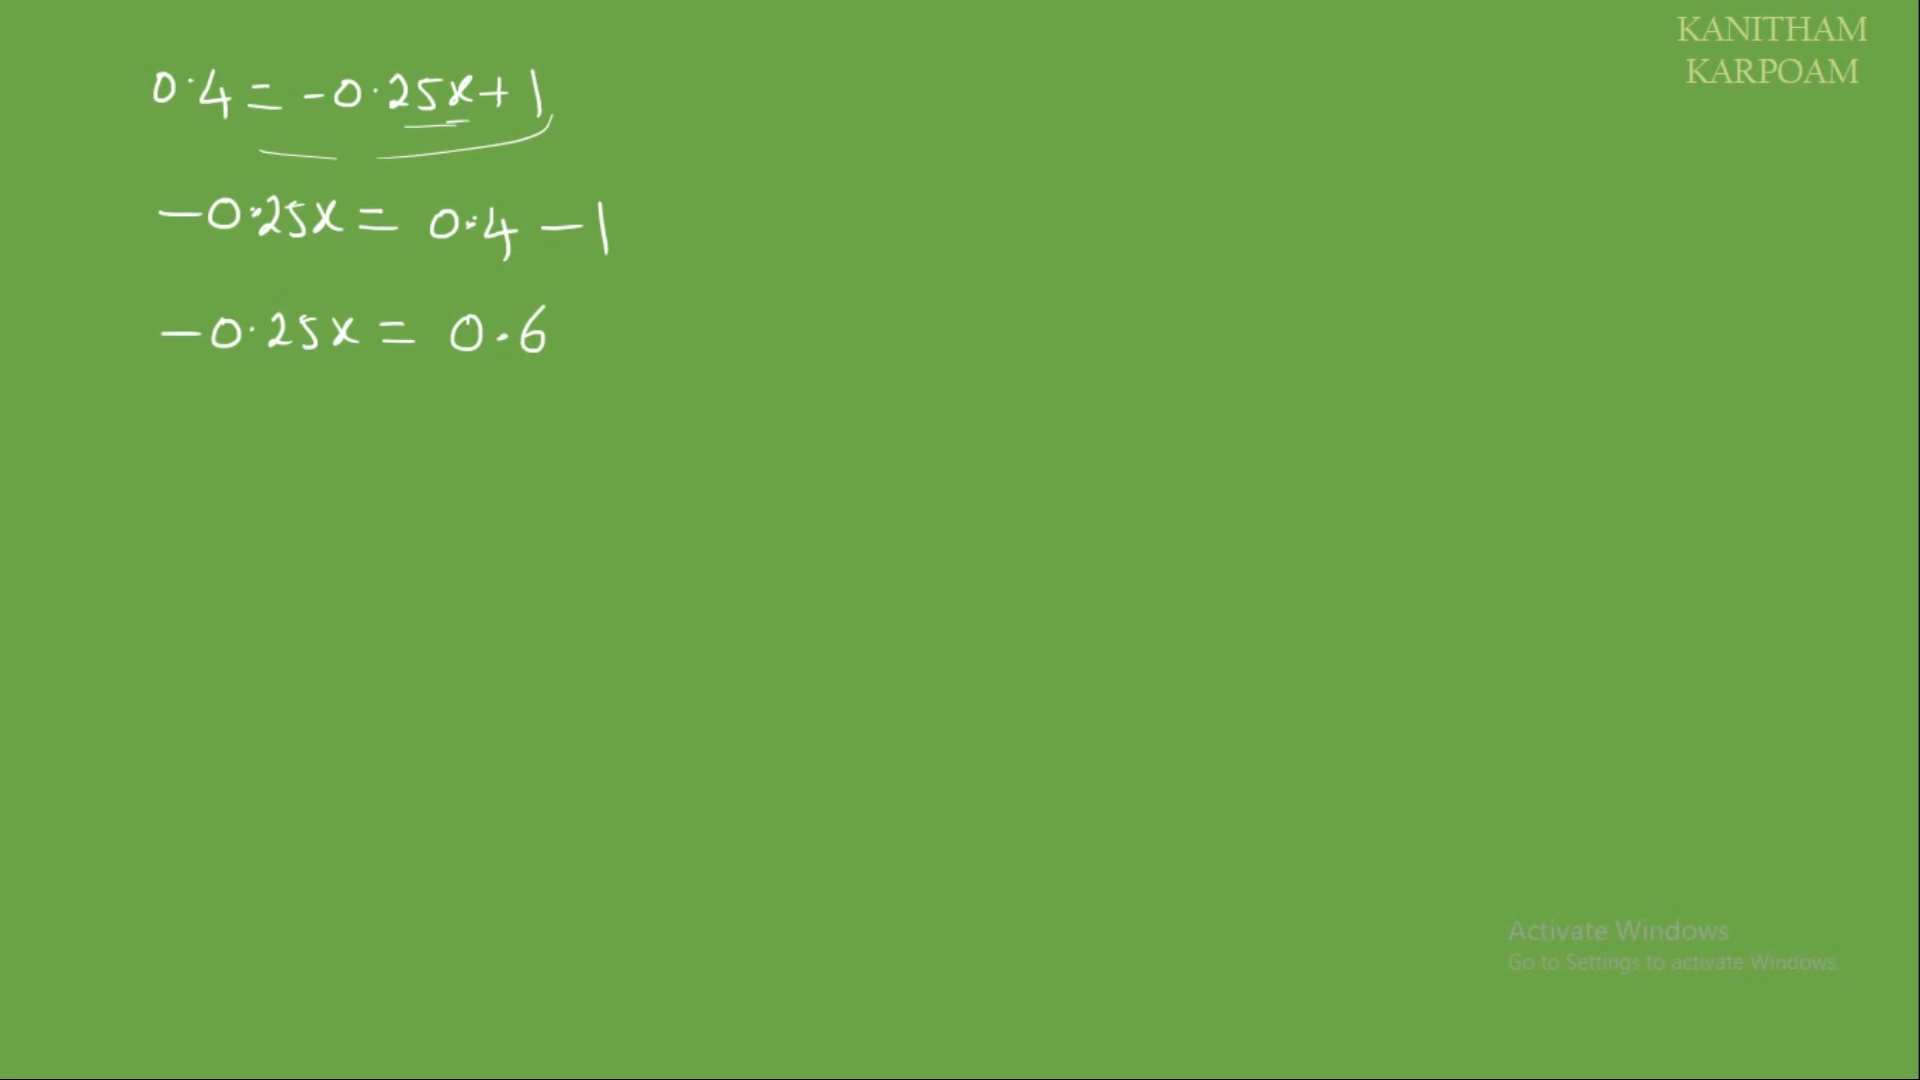 KANITHAM
KARPOAM
0.4 = -0.25x + 1
-0.25x = 0.4 - 1
-0.25x = 0.6
Activate Windows
Go to Settings to activate Windows.